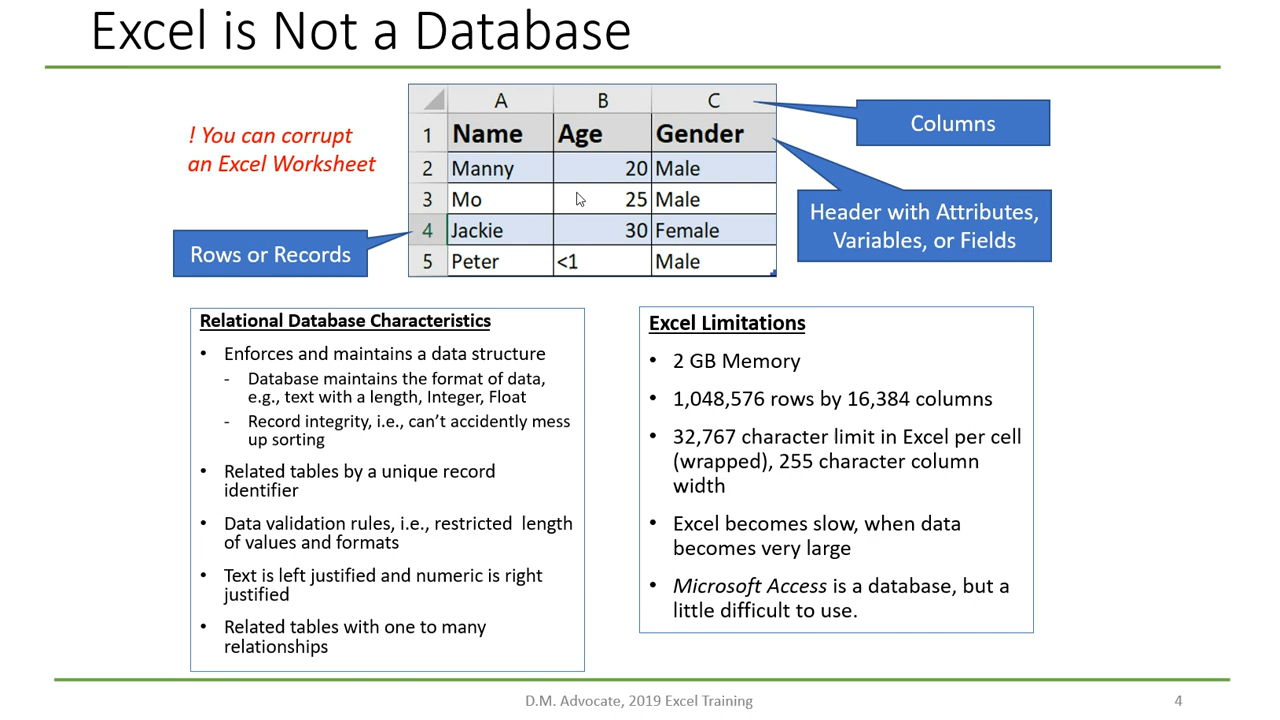 Excel is Not a Database
! You can corrupt
an Excel Worksheet
A B C
1 Name Age Gender
2 Manny 20 Male
3 Mo 25 Male
4 Jackie 30 Female
5 Peter <1 Male
Columns
Header with Attributes,
Variables, or Fields
Rows or Records
Relational Database Characteristics
• Enforces and maintains a data structure
- Database maintains the format of data,
e.g., text with a length, Integer, Float
- Record integrity, i.e., can’t accidently mess
up sorting
• Related tables by a unique record
identifier
• Data validation rules, i.e., restricted length
of values and formats
• Text is left justified and numeric is right
justified
• Related tables with one to many
relationships
Excel Limitations
• 2 GB Memory
• 1,048,576 rows by 16,384 columns
• 32,767 character limit in Excel per cell
(wrapped), 255 character column
width
• Excel becomes slow, when data
becomes very large
• Microsoft Access is a database, but a
little difficult to use.
D.M. Advocate, 2019 Excel Training
4